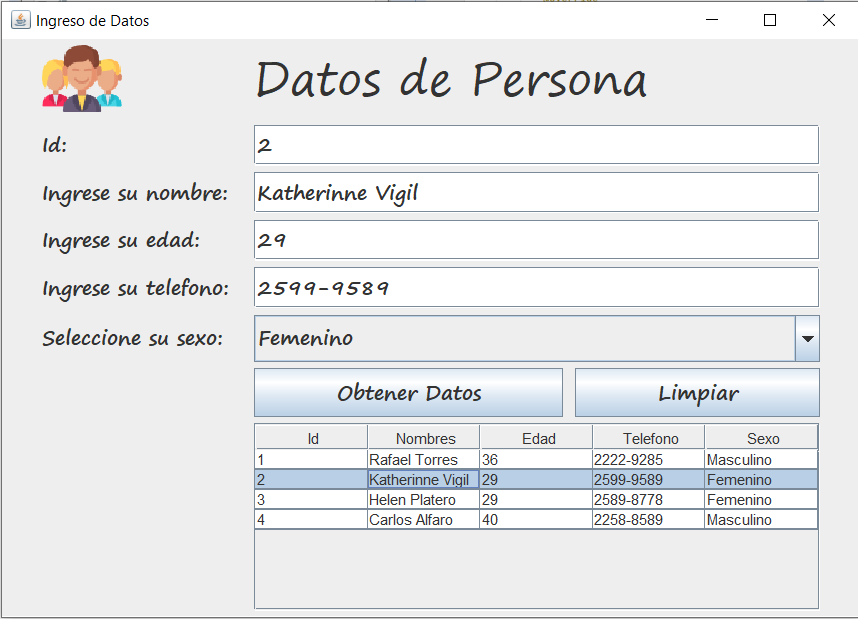 Ingreso de Datos
Datos de Persona
Id: 2
Ingrese su nombre: Katherinne Vigil
Ingrese su edad: 29
Ingrese su telefono: 2599-9589
Seleccione su sexo: Femenino
Obtener Datos Limpiar
Id Nombres Edad Telefono Sexo
1 Rafael Torres 36 2222-9285 Masculino
2 Katherinne Vigil 29 2599-9589 Femenino
3 Helen Platero 29 2589-8778 Femenino
4 Carlos Alfaro 40 2258-8589 Masculino